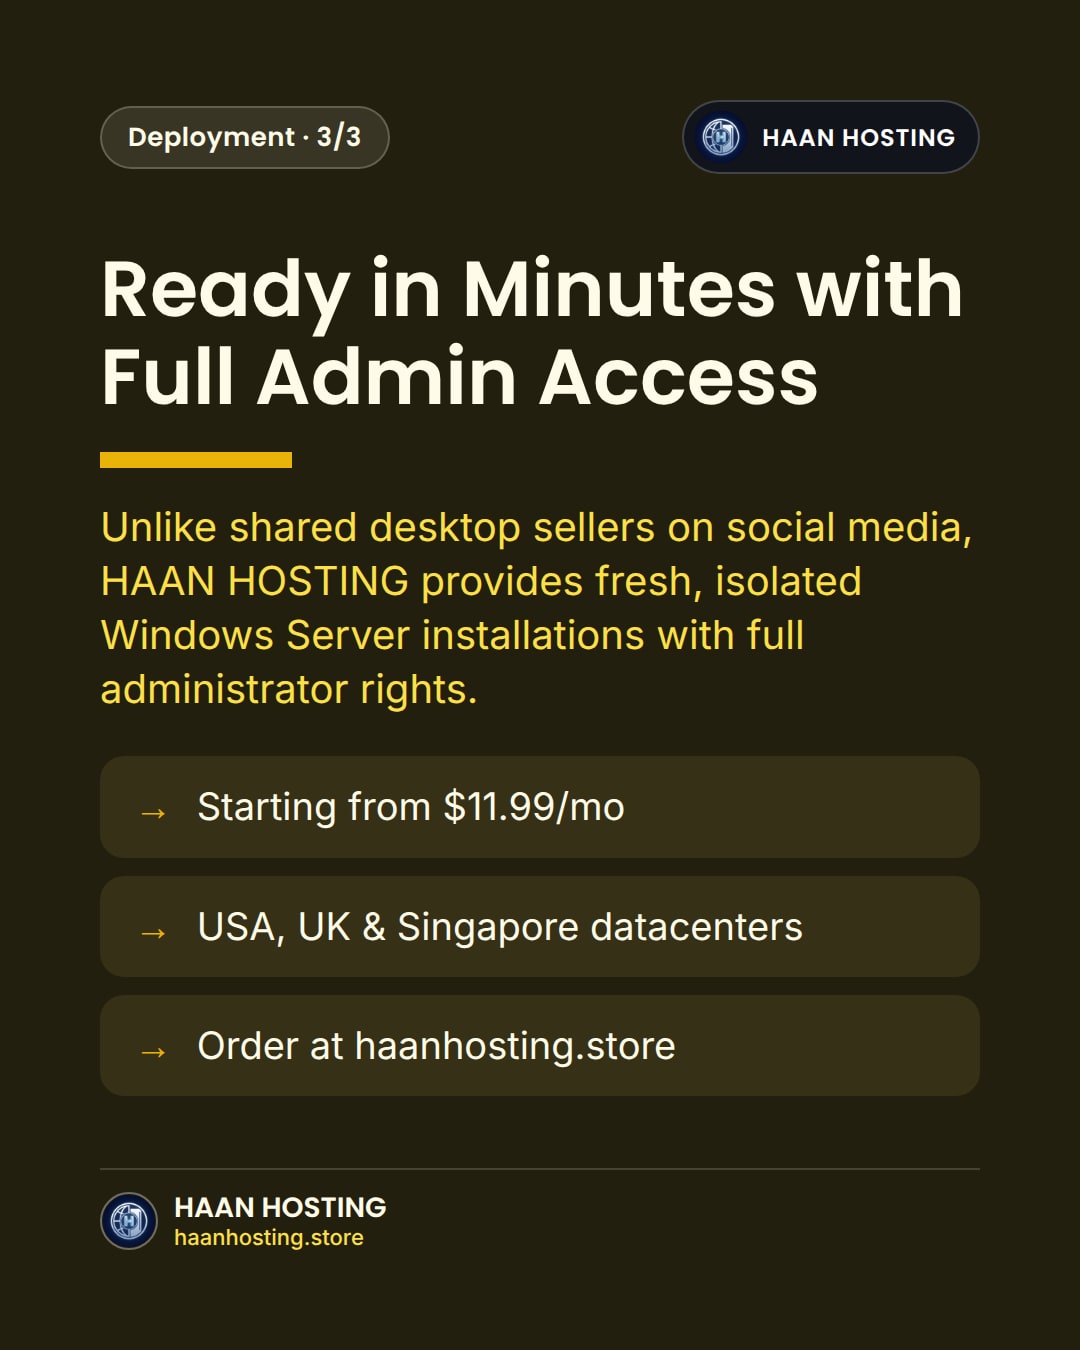 Deployment · 3/3
HAAN HOSTING
Ready in Minutes with
Full Admin Access
Unlike shared desktop sellers on social media,
HAAN HOSTING provides fresh, isolated
Windows Server installations with full
administrator rights.
→ Starting from $11.99/mo
→ USA, UK & Singapore datacenters
→ Order at haanhosting.store
HAAN HOSTING
haanhosting.store